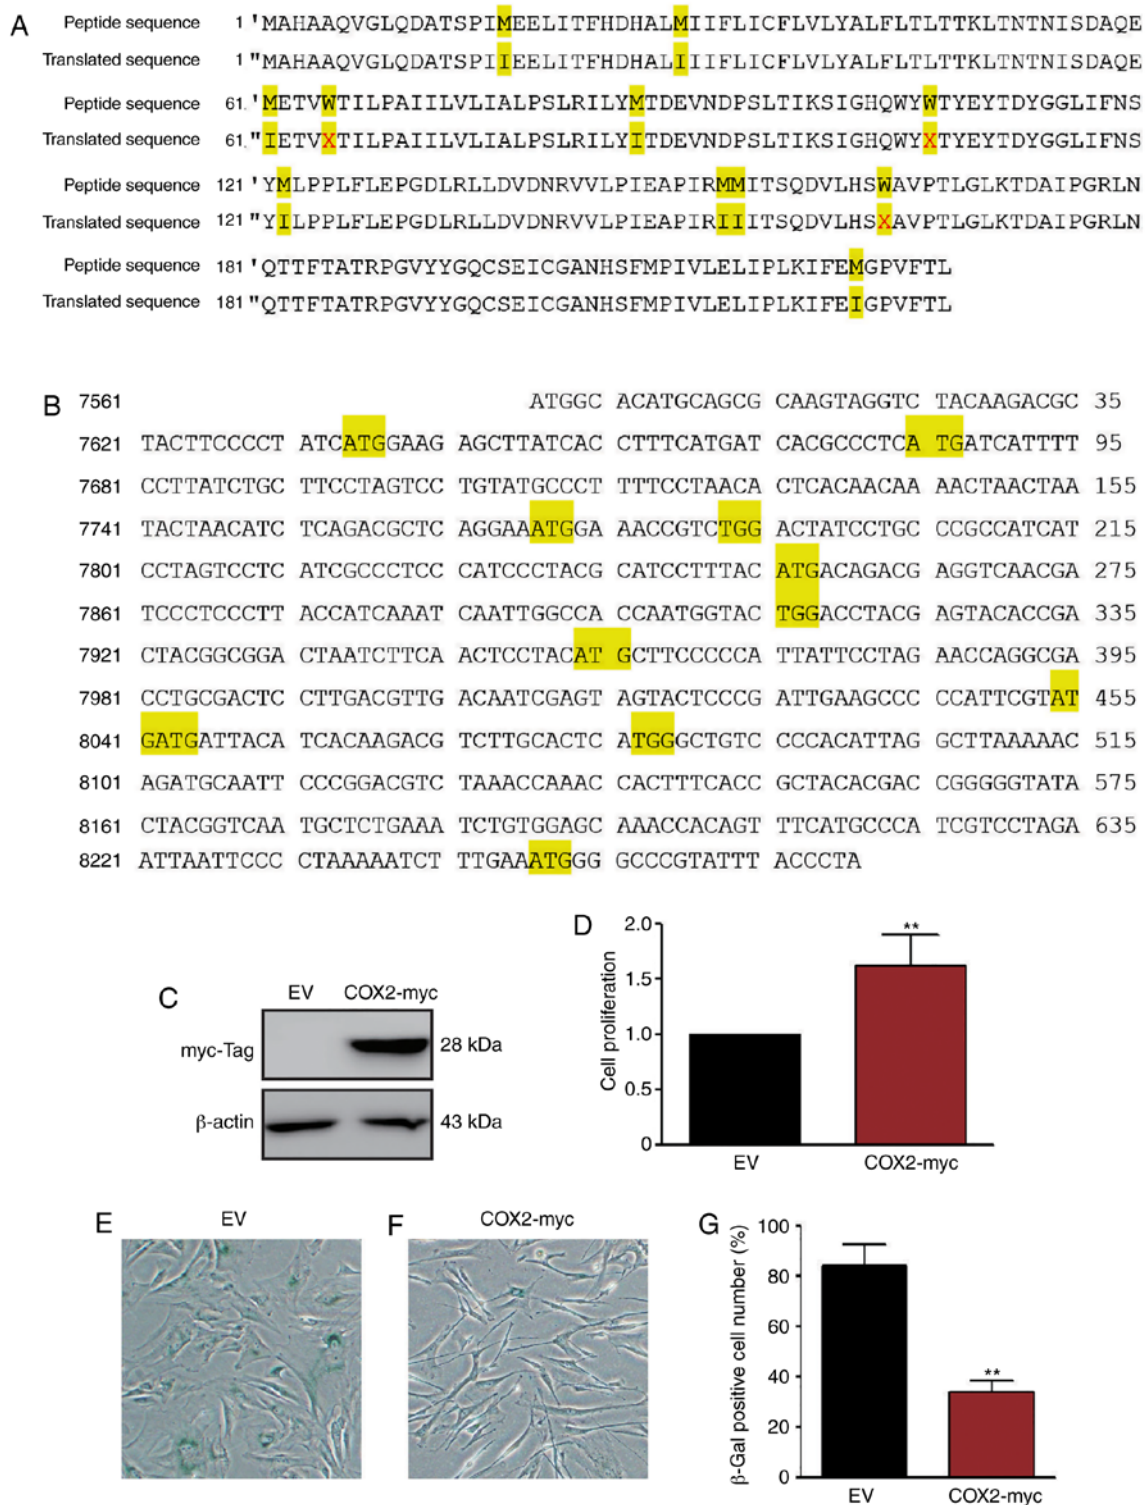 A
Peptide sequence 1 'MAHAAQVGLQDATSPIMEELITFHDHALMIIFLICFLVLYALFLTLTTKLTNTNISDAQE
Translated sequence 1 "MAHAAQVGLQDATSPIIEELITFHDHALIIIFLICFLVLYALFLTLTTKLTNTNISDAQE
Peptide sequence 61 'METVWTILPAIILVLIALPSLRILYMTDEVNDPSLTIKSIGHQWYWTYEYTDYGGLIFNS
Translated sequence 61 "IETVXTILPAIILVLIALPSLRILYITDEVNDPSLTIKSIGHQWYXTYEYTDYGGLIFNS
Peptide sequence 121 'YMLPPLFLEPGDLRLLDVDNRVVLPIEAPIRMMITSQDVLHSWAVPTLGLKTDAIPGRLN
Translated sequence 121 "YILPPLFLEPGDLRLLDVDNRVVLPIEAPIRIIITSQDVLHSXAVPTLGLKTDAIPGRLN
Peptide sequence 181 'QTTFTATRPGVYYGQCSEICGANHSFMPIVLELIPLKIFEMGPVFTL
Translated sequence 181 "QTTFTATRPGVYYGQCSEICGANHSFMPIVLELIPLKIFEIGPVFTL
B
7561 ATGGC ACATGCAGCG CAAGTAGGTC TACAAGACGC 35
7621 TACTTCCCCT ATCATGGAAG AGCTTATCAC CTTTCATGAT CACGCCCTCA TGATCATTTT 95
7681 CCTTATCTGC TTCCTAGTCC TGTATGCCCT TTTCCTAACA CTCACAACAA AACTAACTAA 155
7741 TACTAACATC TCAGACGCTC AGGAAATGGA AACCGTCTGG ACTATCCTGC CCGCCATCAT 215
7801 CCTAGTCCTC ATCGCCCTCC CATCCCTACG CATCCTTTAC ATGACAGACG AGGTCAACGA 275
7861 TCCCTCCCTT ACCATCAAAT CAATTGGCCA CCAATGGTAC TGGACCTACG AGTACACCGA 335
7921 CTACGGCGGA CTAATCTTCA ACTCCTACAT GCTTCCCCCA TTATTCCTAG AACCAGGCGA 395
7981 CCTGCGACTC CTTGACGTTG ACAATCGAGT AGTACTCCCG ATTGAAGCCC CCATTCGTAT 455
8041 GATGATTACA TCACAAGACG TCTTGCACTC ATGGGCTGTC CCCACATTAG GCTTAAAAAC 515
8101 AGATGCAATT CCCGGACGTC TAAACCAAAC CACTTTCACC GCTACACGAC CGGGGGTATA 575
8161 CTACGGTCAA TGCTCTGAAA TCTGTGGAGC AAACCACAGT TTCATGCCCA TCGTCCTAGA 635
8221 ATTAATTCCC CTAAAAATCT TTGAAATGGG GCCCGTATTT ACCCTA
C
EV COX2-myc
myc-Tag 28 kDa
β-actin 43 kDa
D
Cell proliferation
2.0
1.5
1.0
0.5
0
**
EV COX2-myc
E EV
F COX2-myc
G
β-Gal positive cell number (%)
100
80
60
40
20
0
**
EV COX2-myc